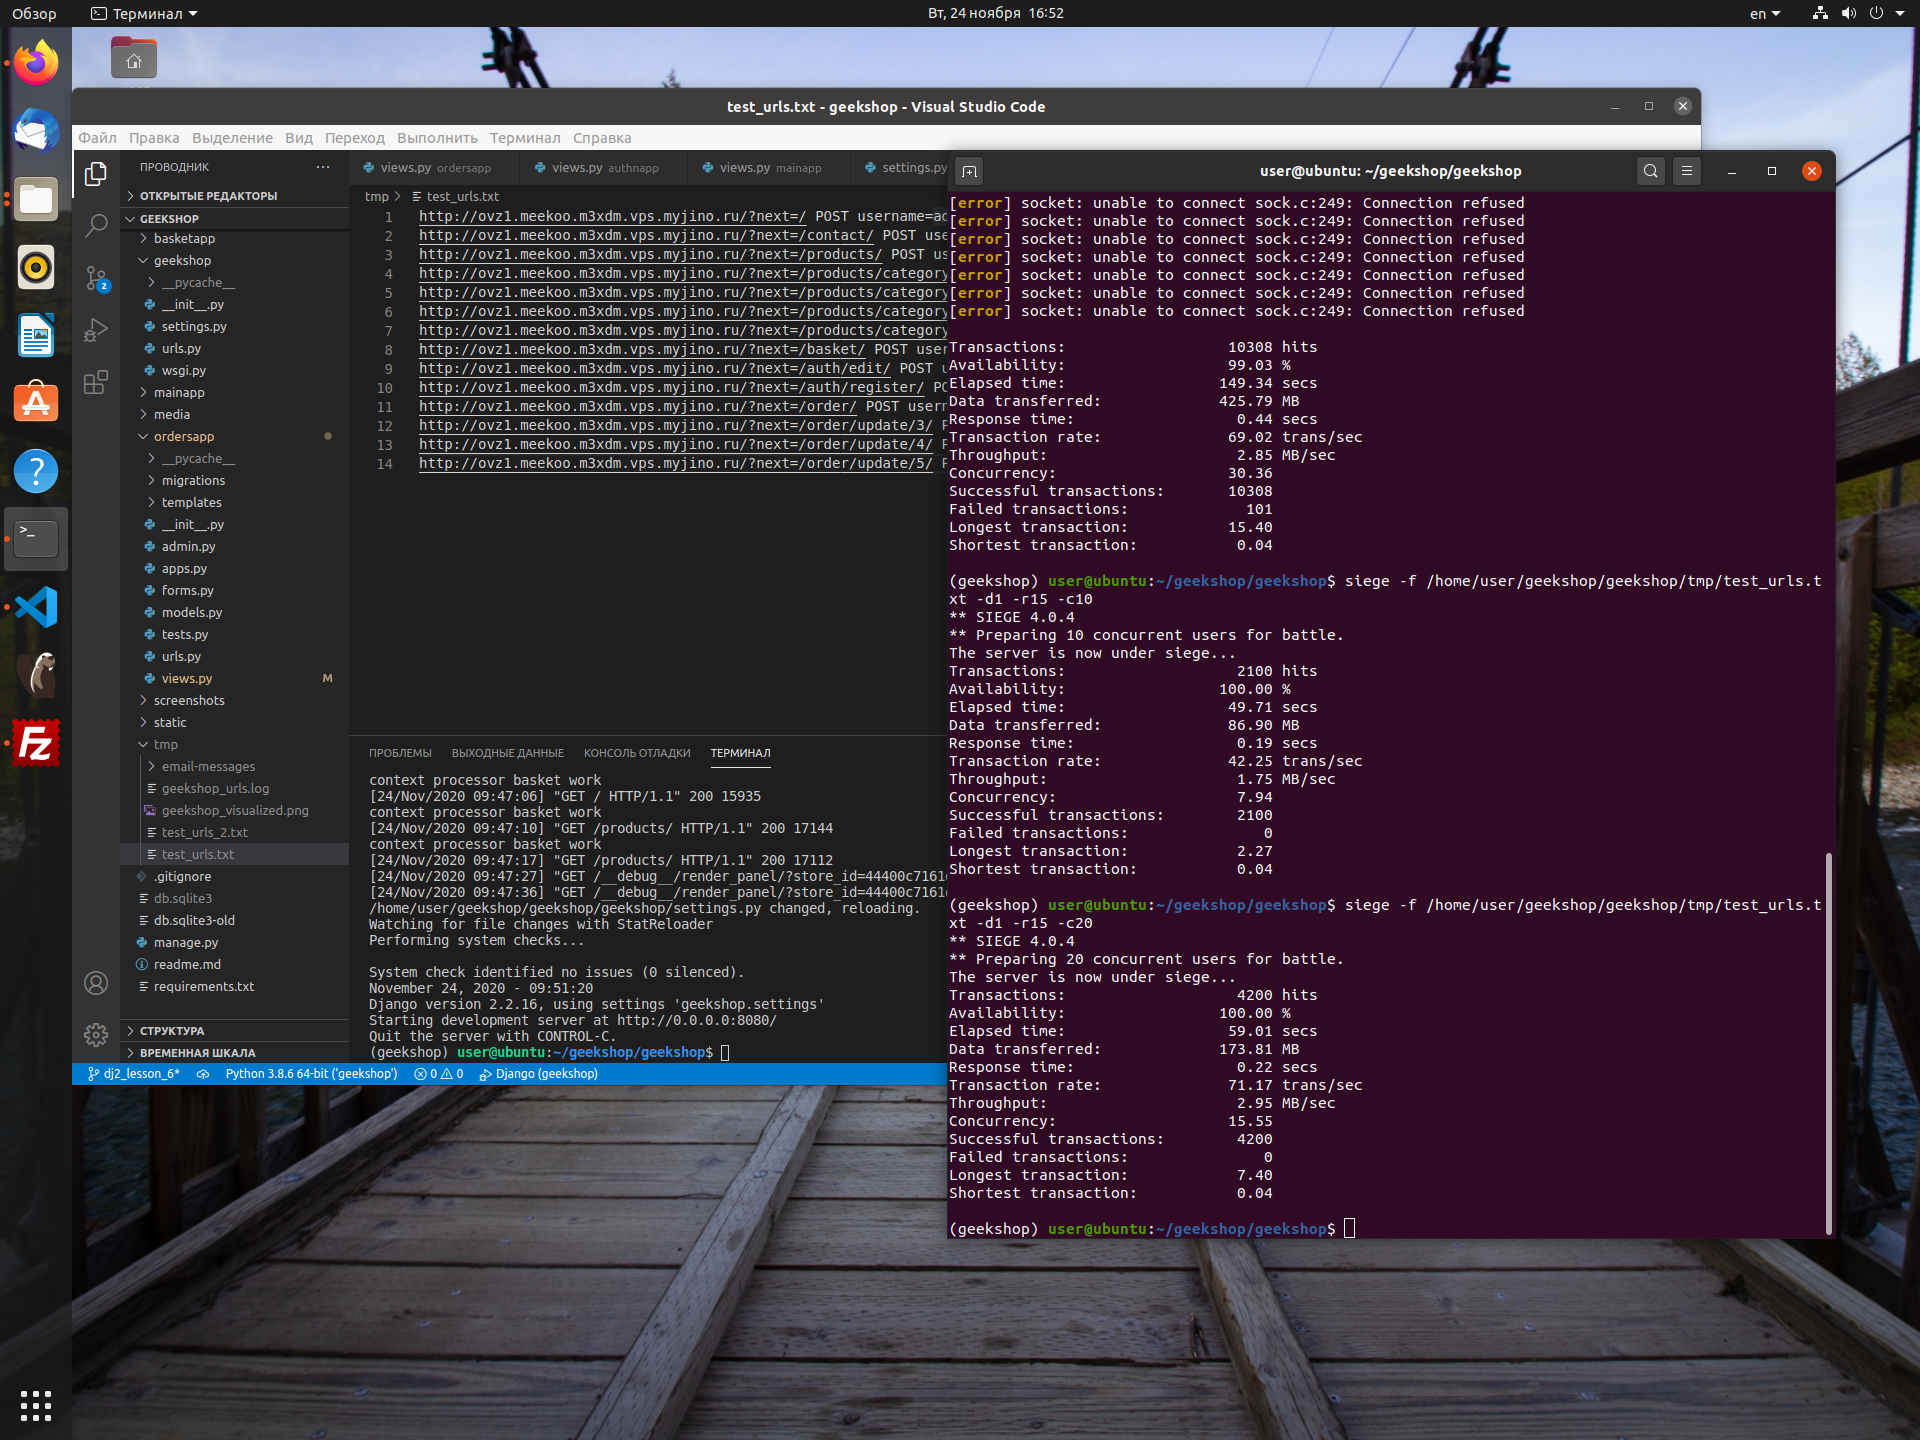 Обзор
Терминал
Вт, 24 ноября 16:52
en
test_urls.txt - geekshop - Visual Studio Code
Файл Правка Выделение Вид Переход Выполнить Терминал Справка
ПРОВОДНИК
ОТКРЫТЫЕ РЕДАКТОРЫ
GEEKSHOP
basketapp
geekshop
__pycache__
__init__.py
settings.py
urls.py
wsgi.py
mainapp
media
ordersapp
__pycache__
migrations
templates
__init__.py
admin.py
apps.py
forms.py
models.py
tests.py
urls.py
views.py M
screenshots
static
tmp
email-messages
geekshop_urls.log
geekshop_visualized.png
test_urls_2.txt
test_urls.txt
.gitignore
db.sqlite3
db.sqlite3-old
manage.py
readme.md
requirements.txt
СТРУКТУРА
ВРЕМЕННАЯ ШКАЛА
2
views.py ordersapp views.py authnapp views.py mainapp settings.py
tmp > test_urls.txt
1 http://ovz1.meekoo.m3xdm.vps.myjino.ru/?next=/ POST username=ad
2 http://ovz1.meekoo.m3xdm.vps.myjino.ru/?next=/contact/ POST use
3 http://ovz1.meekoo.m3xdm.vps.myjino.ru/?next=/products/ POST us
4 http://ovz1.meekoo.m3xdm.vps.myjino.ru/?next=/products/category
5 http://ovz1.meekoo.m3xdm.vps.myjino.ru/?next=/products/category
6 http://ovz1.meekoo.m3xdm.vps.myjino.ru/?next=/products/category
7 http://ovz1.meekoo.m3xdm.vps.myjino.ru/?next=/products/category
8 http://ovz1.meekoo.m3xdm.vps.myjino.ru/?next=/basket/ POST user
9 http://ovz1.meekoo.m3xdm.vps.myjino.ru/?next=/auth/edit/ POST u
10 http://ovz1.meekoo.m3xdm.vps.myjino.ru/?next=/auth/register/ PO
11 http://ovz1.meekoo.m3xdm.vps.myjino.ru/?next=/order/ POST usern
12 http://ovz1.meekoo.m3xdm.vps.myjino.ru/?next=/order/update/3/ P
13 http://ovz1.meekoo.m3xdm.vps.myjino.ru/?next=/order/update/4/ P
14 http://ovz1.meekoo.m3xdm.vps.myjino.ru/?next=/order/update/5/ P
ПРОБЛЕМЫ ВЫХОДНЫЕ ДАННЫЕ КОНСОЛЬ ОТЛАДКИ ТЕРМИНАЛ
context processor basket work
[24/Nov/2020 09:47:06] "GET / HTTP/1.1" 200 15935
context processor basket work
[24/Nov/2020 09:47:10] "GET /products/ HTTP/1.1" 200 17144
context processor basket work
[24/Nov/2020 09:47:17] "GET /products/ HTTP/1.1" 200 17112
[24/Nov/2020 09:47:27] "GET /__debug__/render_panel/?store_id=44400c7161
[24/Nov/2020 09:47:36] "GET /__debug__/render_panel/?store_id=44400c7161
/home/user/geekshop/geekshop/geekshop/settings.py changed, reloading.
Watching for file changes with StatReloader
Performing system checks...
System check identified no issues (0 silenced).
November 24, 2020 - 09:51:20
Django version 2.2.16, using settings 'geekshop.settings'
Starting development server at http://0.0.0.0:8080/
Quit the server with CONTROL-C.
(geekshop) user@ubuntu:~/geekshop/geekshop$
dj2_lesson_6* Python 3.8.6 64-bit ('geekshop') 0 0 Django (geekshop)
user@ubuntu: ~/geekshop/geekshop
[error] socket: unable to connect sock.c:249: Connection refused
[error] socket: unable to connect sock.c:249: Connection refused
[error] socket: unable to connect sock.c:249: Connection refused
[error] socket: unable to connect sock.c:249: Connection refused
[error] socket: unable to connect sock.c:249: Connection refused
[error] socket: unable to connect sock.c:249: Connection refused
[error] socket: unable to connect sock.c:249: Connection refused
Transactions: 10308 hits
Availability: 99.03 %
Elapsed time: 149.34 secs
Data transferred: 425.79 MB
Response time: 0.44 secs
Transaction rate: 69.02 trans/sec
Throughput: 2.85 MB/sec
Concurrency: 30.36
Successful transactions: 10308
Failed transactions: 101
Longest transaction: 15.40
Shortest transaction: 0.04
(geekshop) user@ubuntu:~/geekshop/geekshop$ siege -f /home/user/geekshop/geekshop/tmp/test_urls.t
xt -d1 -r15 -c10
** SIEGE 4.0.4
** Preparing 10 concurrent users for battle.
The server is now under siege...
Transactions: 2100 hits
Availability: 100.00 %
Elapsed time: 49.71 secs
Data transferred: 86.90 MB
Response time: 0.19 secs
Transaction rate: 42.25 trans/sec
Throughput: 1.75 MB/sec
Concurrency: 7.94
Successful transactions: 2100
Failed transactions: 0
Longest transaction: 2.27
Shortest transaction: 0.04
(geekshop) user@ubuntu:~/geekshop/geekshop$ siege -f /home/user/geekshop/geekshop/tmp/test_urls.t
xt -d1 -r15 -c20
** SIEGE 4.0.4
** Preparing 20 concurrent users for battle.
The server is now under siege...
Transactions: 4200 hits
Availability: 100.00 %
Elapsed time: 59.01 secs
Data transferred: 173.81 MB
Response time: 0.22 secs
Transaction rate: 71.17 trans/sec
Throughput: 2.95 MB/sec
Concurrency: 15.55
Successful transactions: 4200
Failed transactions: 0
Longest transaction: 7.40
Shortest transaction: 0.04
(geekshop) user@ubuntu:~/geekshop/geekshop$